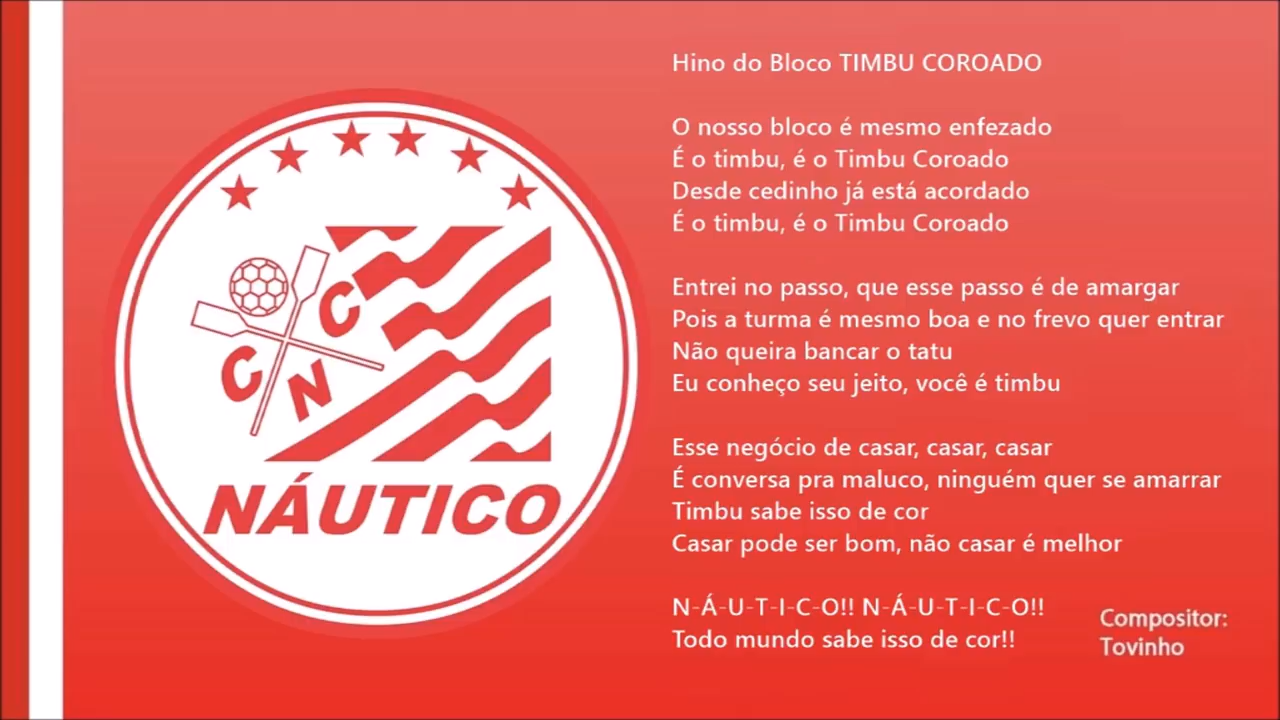 C
C
N
NÁUTICO
Hino do Bloco TIMBU COROADO
O nosso bloco é mesmo enfezado
É o timbu, é o Timbu Coroado
Desde cedinho já está acordado
É o timbu, é o Timbu Coroado
Entrei no passo, que esse passo é de amargar
Pois a turma é mesmo boa e no frevo quer entrar
Não queira bancar o tatu
Eu conheço seu jeito, você é timbu
Esse negócio de casar, casar, casar
É conversa pra maluco, ninguém quer se amarrar
Timbu sabe isso de cor
Casar pode ser bom, não casar é melhor
N-Á-U-T-I-C-O!! N-Á-U-T-I-C-O!!
Todo mundo sabe isso de cor!!
Compositor:
Tovinho